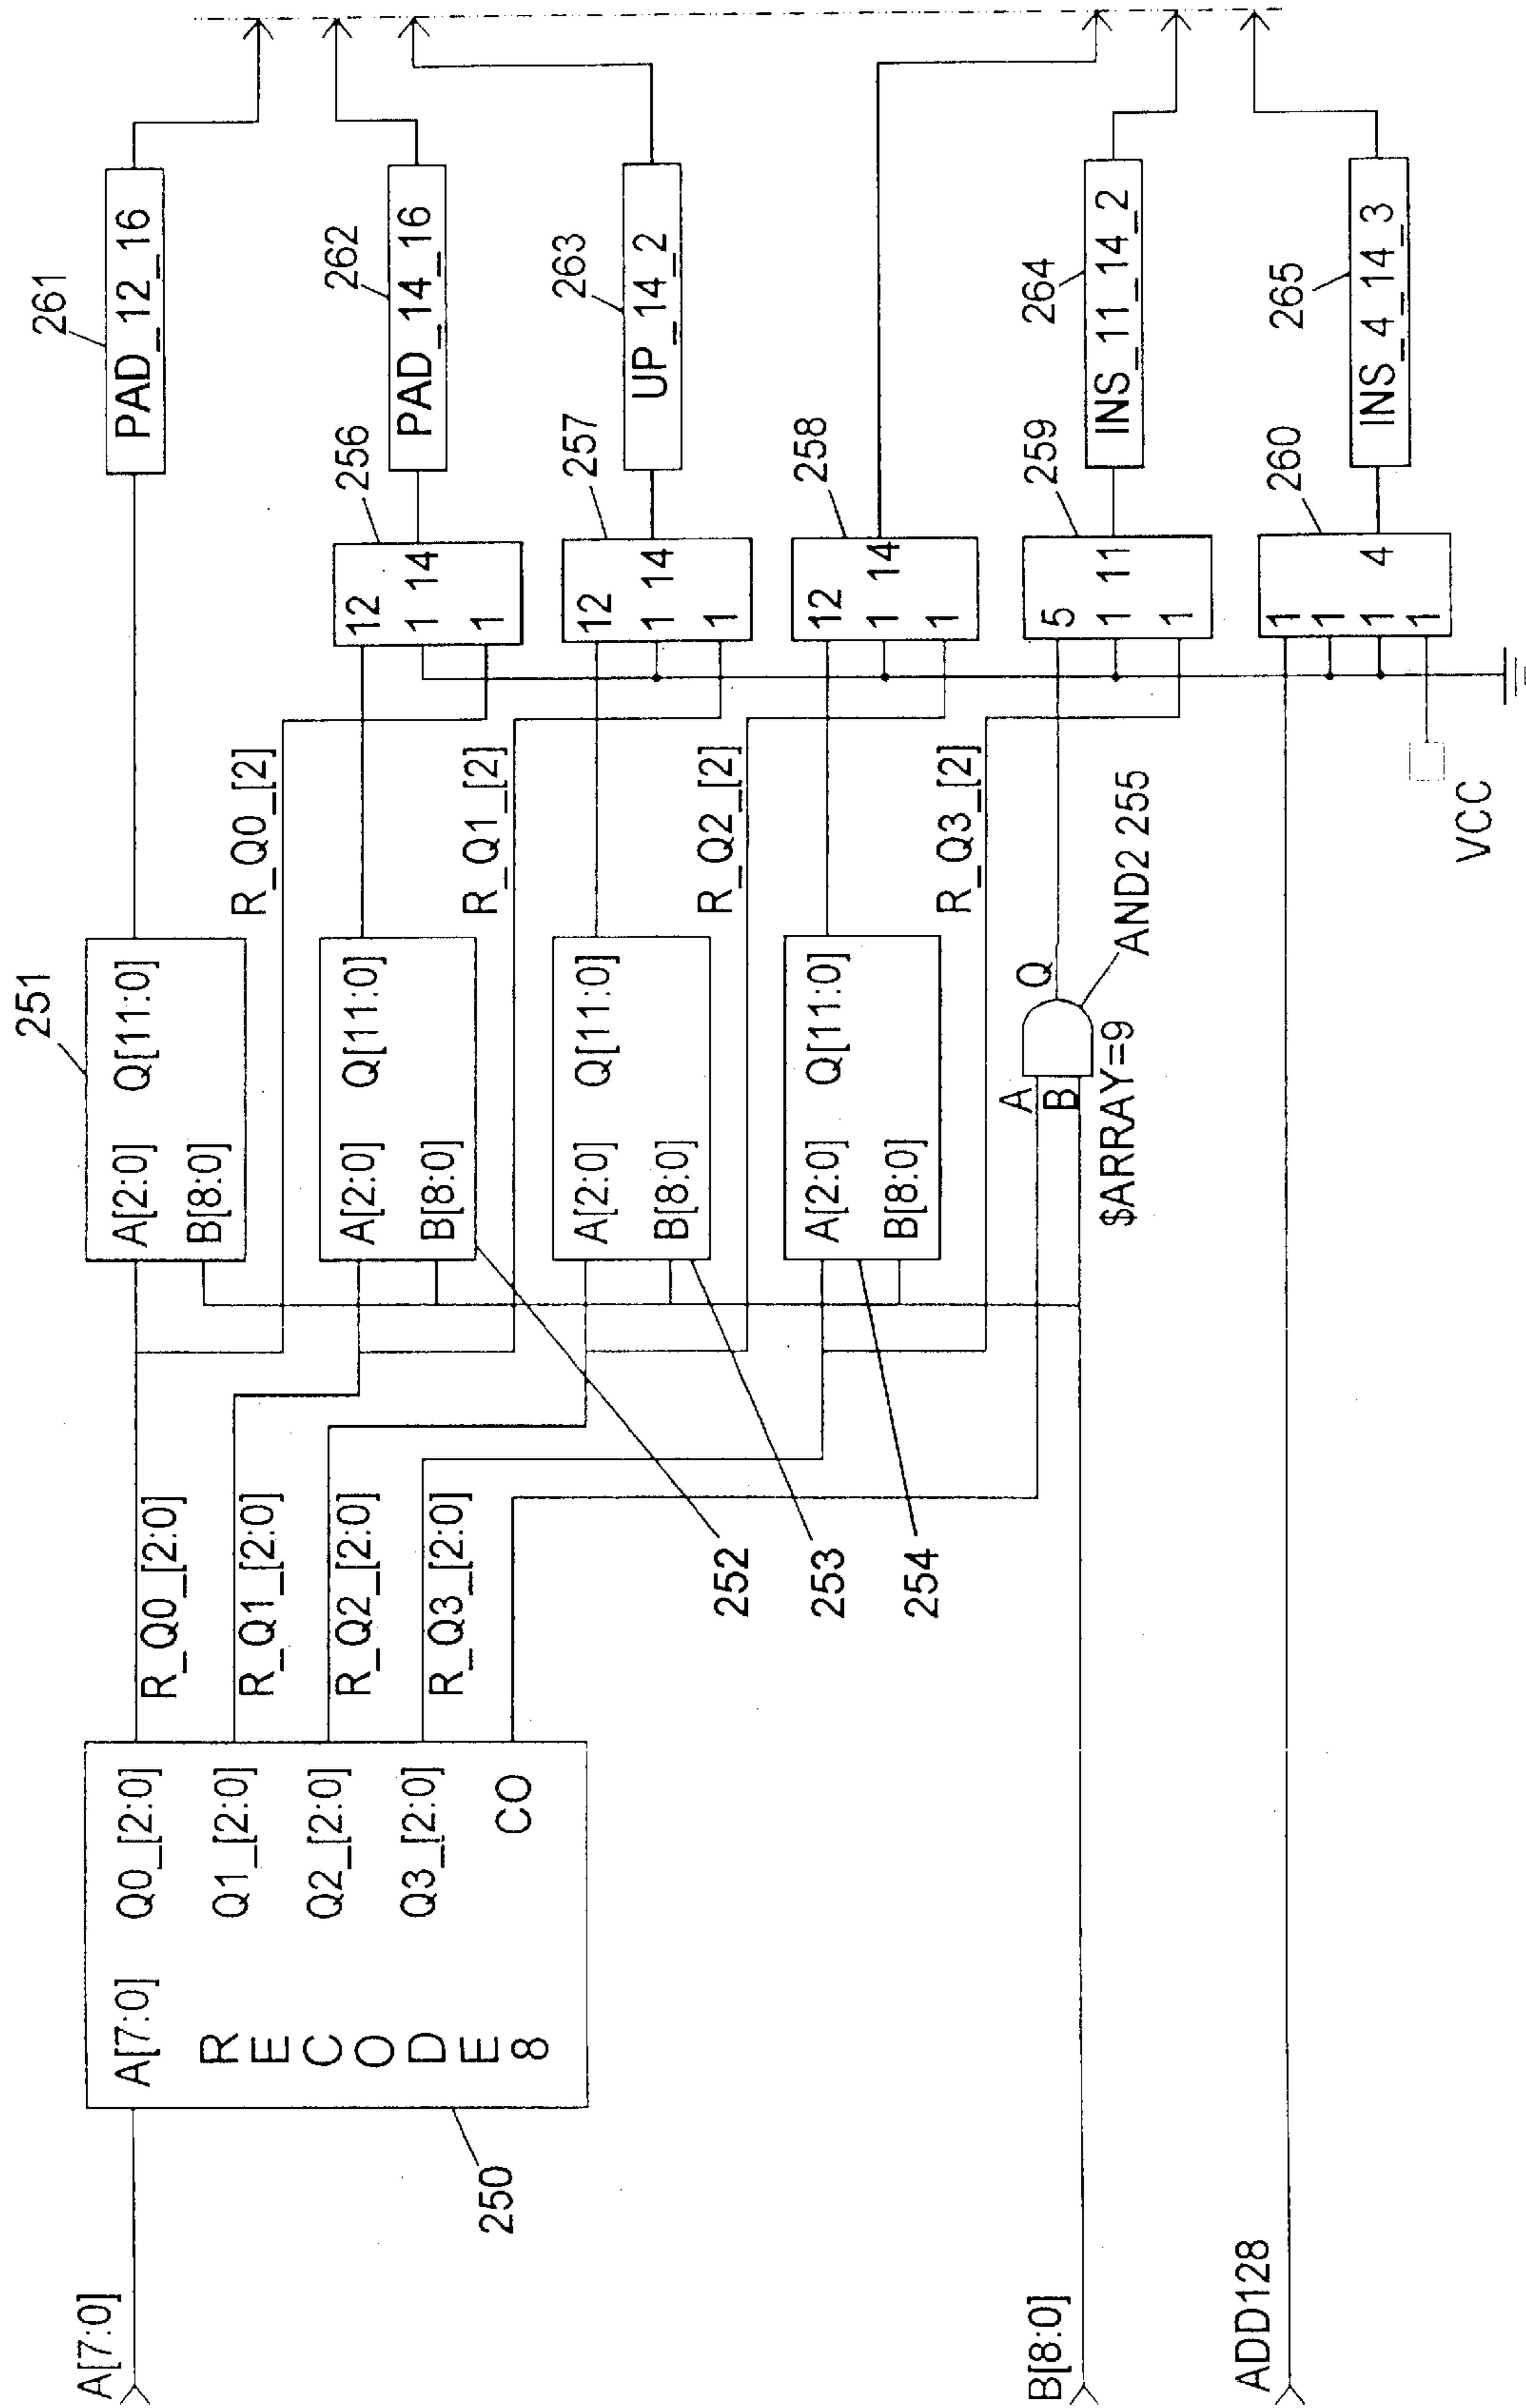 A[7:0]
B[8:0]
ADD128
250
A[7:0]
RECODE8
Q0_[2:0]
Q1_[2:0]
Q2_[2:0]
Q3_[2:0]
CO
R_Q0_[2:0]
R_Q1_[2:0]
R_Q2_[2:0]
R_Q3_[2:0]
252
253
254
251
A[2:0] Q[11:0]
B[8:0]
A[2:0] Q[11:0]
B[8:0]
A[2:0] Q[11:0]
B[8:0]
A[2:0] Q[11:0]
B[8:0]
A
B
Q
$ARRAY=9
AND2 255
R_Q0_[2]
R_Q1_[2]
R_Q2_[2]
R_Q3_[2]
VCC
256
12
1 14
1
257
12
1 14
1
258
12
1 14
1
259
5
1 11
1
260
1
1 4
1
1
261
PAD_12_16
262
PAD_14_16
263
UP_14_2
264
INS_11_14_2
265
INS_4_14_3